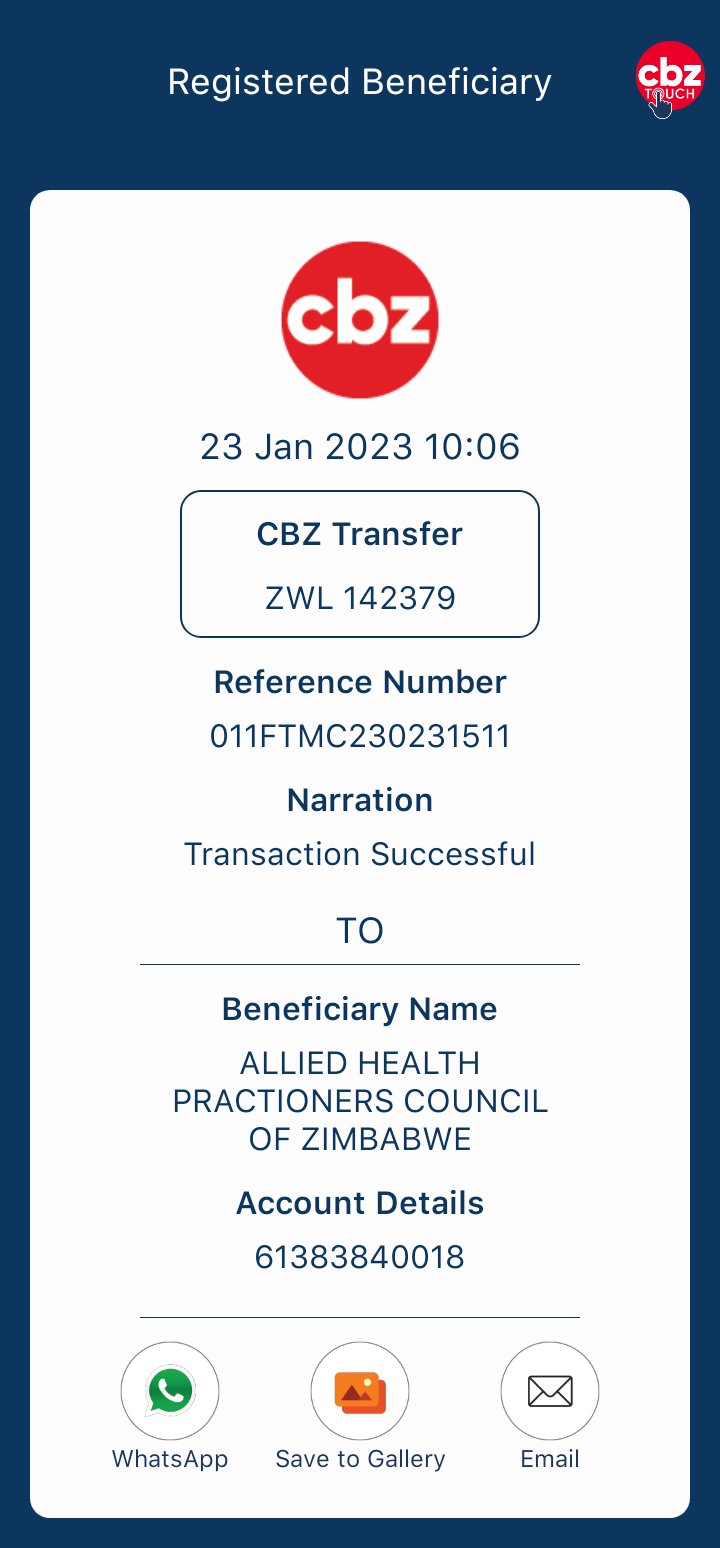 Registered Beneficiary
cbz
TOUCH
cbz
23 Jan 2023 10:06
CBZ Transfer
ZWL 142379
Reference Number
011FTMC230231511
Narration
Transaction Successful
TO
Beneficiary Name
ALLIED HEALTH
PRACTIONERS COUNCIL
OF ZIMBABWE
Account Details
61383840018
WhatsApp
Save to Gallery
Email